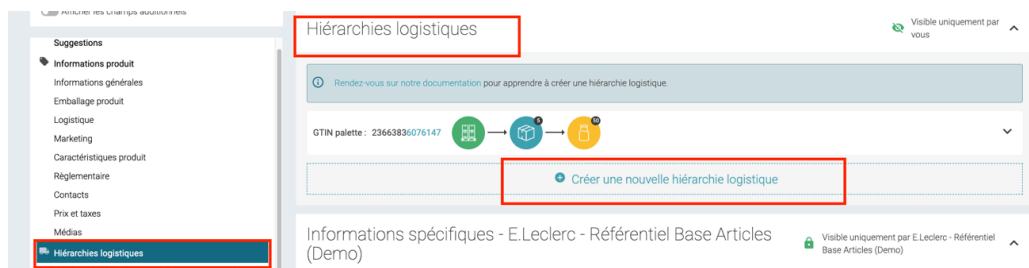 Afficher les champs additionnels
Suggestions
Informations produit
Informations générales
Emballage produit
Logistique
Marketing
Caractéristiques produit
Règlementaire
Contacts
Prix et taxes
Médias
Hiérarchies logistiques
Hiérarchies logistiques
Visible uniquement par
vous
Rendez-vous sur notre documentation pour apprendre à créer une hiérarchie logistique.
GTIN palette : 23663836076147
5
50
Créer une nouvelle hiérarchie logistique
Informations spécifiques - E.Leclerc - Référentiel Base Articles
(Demo)
Visible uniquement par E.Leclerc - Référentiel
Base Articles (Demo)